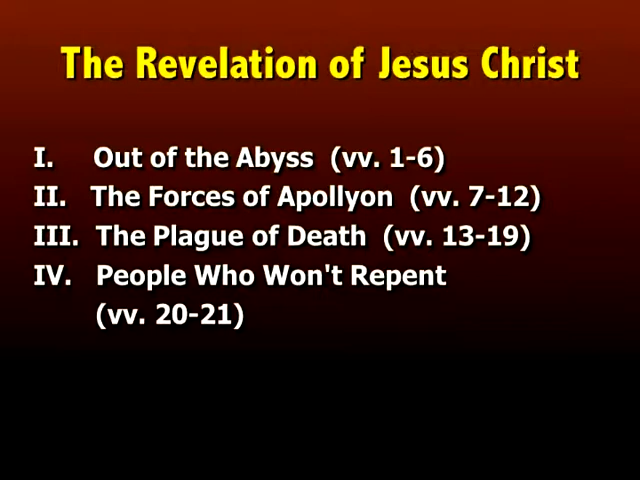 The Revelation of Jesus Christ
I. Out of the Abyss (vv. 1-6)
II. The Forces of Apollyon (vv. 7-12)
III. The Plague of Death (vv. 13-19)
IV. People Who Won't Repent
(vv. 20-21)